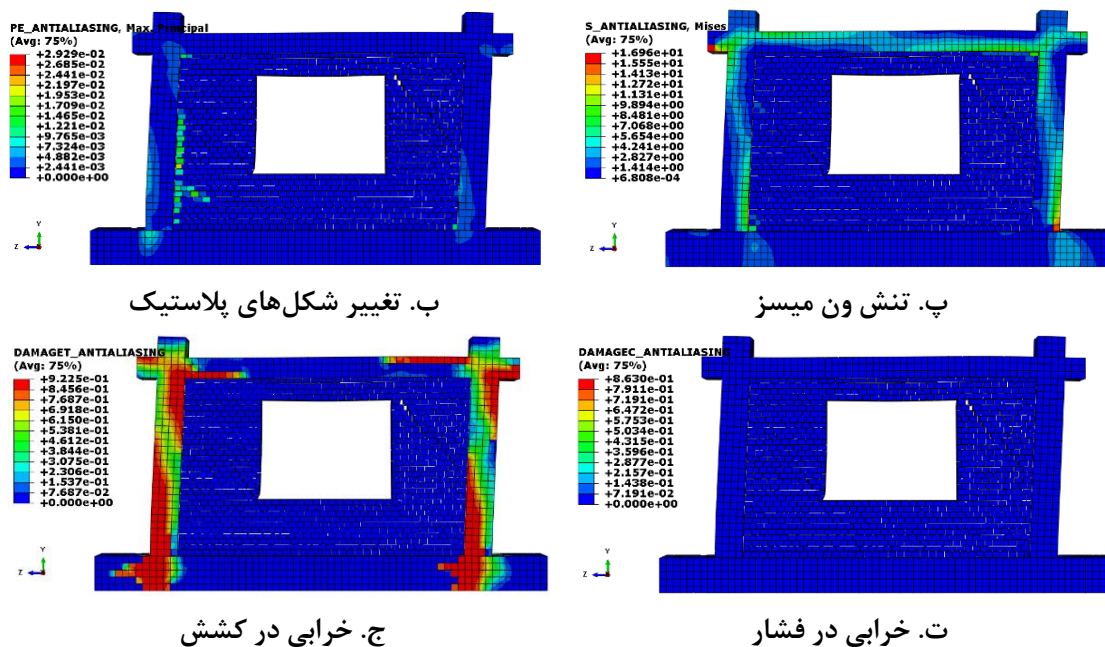 PE_ANTIALIASING, Max. Principal
(Avg: 75%)
+2.929e-02
+2.685e-02
+2.441e-02
+2.197e-02
+1.953e-02
+1.709e-02
+1.465e-02
+1.221e-02
+9.765e-03
+7.324e-03
+4.882e-03
+2.441e-03
+0.000e+00
Y
Z
S_ANTIALIASING, Mises
(Avg: 75%)
+1.696e+01
+1.555e+01
+1.413e+01
+1.272e+01
+1.131e+01
+9.894e+00
+8.481e+00
+7.068e+00
+5.654e+00
+4.241e+00
+2.827e+00
+1.414e+00
+6.808e-04
Y
Z
ب. تغییر شکل‌های پلاستیک
پ. تنش ون میسز
DAMAGET_ANTIALIASING
(Avg: 75%)
+9.225e-01
+8.456e-01
+7.687e-01
+6.918e-01
+6.150e-01
+5.381e-01
+4.612e-01
+3.844e-01
+3.075e-01
+2.306e-01
+1.537e-01
+7.687e-02
+0.000e+00
Y
Z
DAMAGEC_ANTIALIASING
(Avg: 75%)
+8.630e-01
+7.911e-01
+7.191e-01
+6.472e-01
+5.753e-01
+5.034e-01
+4.315e-01
+3.596e-01
+2.877e-01
+2.157e-01
+1.438e-01
+7.191e-02
+0.000e+00
Y
Z
ج. خرابی در کشش
ت. خرابی در فشار